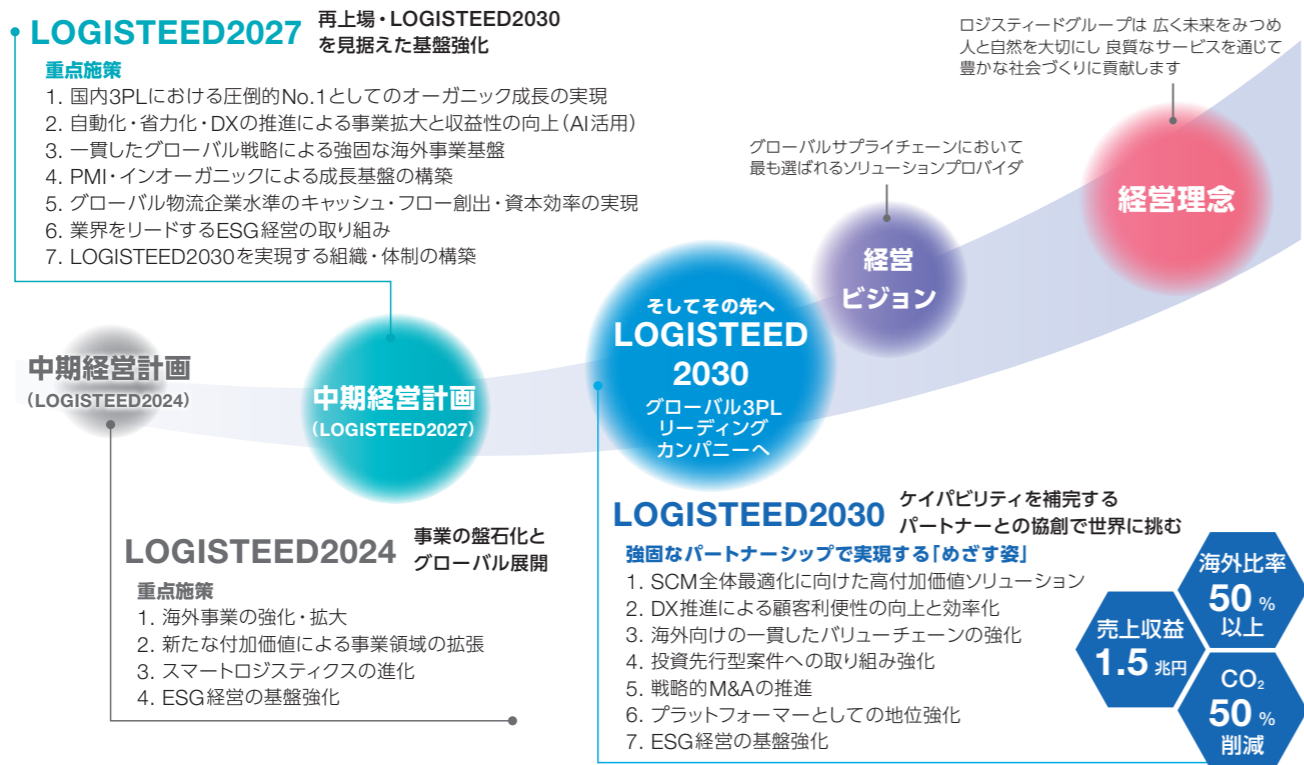 LOGISTEED2027
再上場・LOGISTEED2030
を見据えた基盤強化
重点施策
1. 国内3PLにおける圧倒的No.1としてのオーガニック成長の実現
2. 自動化・省力化・DXの推進による事業拡大と収益性の向上（AI活用）
3. 一貫したグローバル戦略による強固な海外事業基盤
4. PMI・インオーガニックによる成長基盤の構築
5. グローバル物流企業水準のキャッシュ・フロー創出・資本効率の実現
6. 業界をリードするESG経営の取り組み
7. LOGISTEED2030を実現する組織・体制の構築
ロジスティードグループは 広く未来をみつめ
人と自然を大切にし 良質なサービスを通じて
豊かな社会づくりに貢献します
経営理念
グローバルサプライチェーンにおいて
最も選ばれるソリューションプロバイダ
経営
ビジョン
そしてその先へ
LOGISTEED
2030
グローバル3PL
リーディング
カンパニーへ
中期経営計画
（LOGISTEED2024）
中期経営計画
（LOGISTEED2027）
LOGISTEED2024
事業の盤石化と
グローバル展開
重点施策
1. 海外事業の強化・拡大
2. 新たな付加価値による事業領域の拡張
3. スマートロジスティクスの進化
4. ESG経営の基盤強化
LOGISTEED2030
ケイパビリティを補完する
パートナーとの協創で世界に挑む
強固なパートナーシップで実現する「めざす姿」
1. SCM全体最適化に向けた高付加価値ソリューション
2. DX推進による顧客利便性の向上と効率化
3. 海外向けの一貫したバリューチェーンの強化
4. 投資先行型案件への取り組み強化
5. 戦略的M&Aの推進
6. プラットフォーマーとしての地位強化
7. ESG経営の基盤強化
売上収益
1.5 兆円
海外比率
50 %
以上
CO₂
50 %
削減